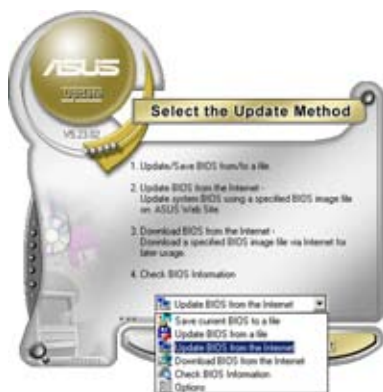 ASUS
UPDATE
V5.23.02
Select the Update Method
1. Update/Save BIOS from/to a file.
2. Update BIOS from the Internet -
Update system BIOS using a specified BIOS image file
on ASUS Web Site.
3. Download BIOS from the Internet -
Download a specified BIOS image file via Internet for
later usage.
4. Check BIOS Information
Update BIOS from the Internet
Save current BIOS to a file
Update BIOS from a file
Update BIOS from the Internet
Download BIOS from the Internet
Check BIOS Information
Options